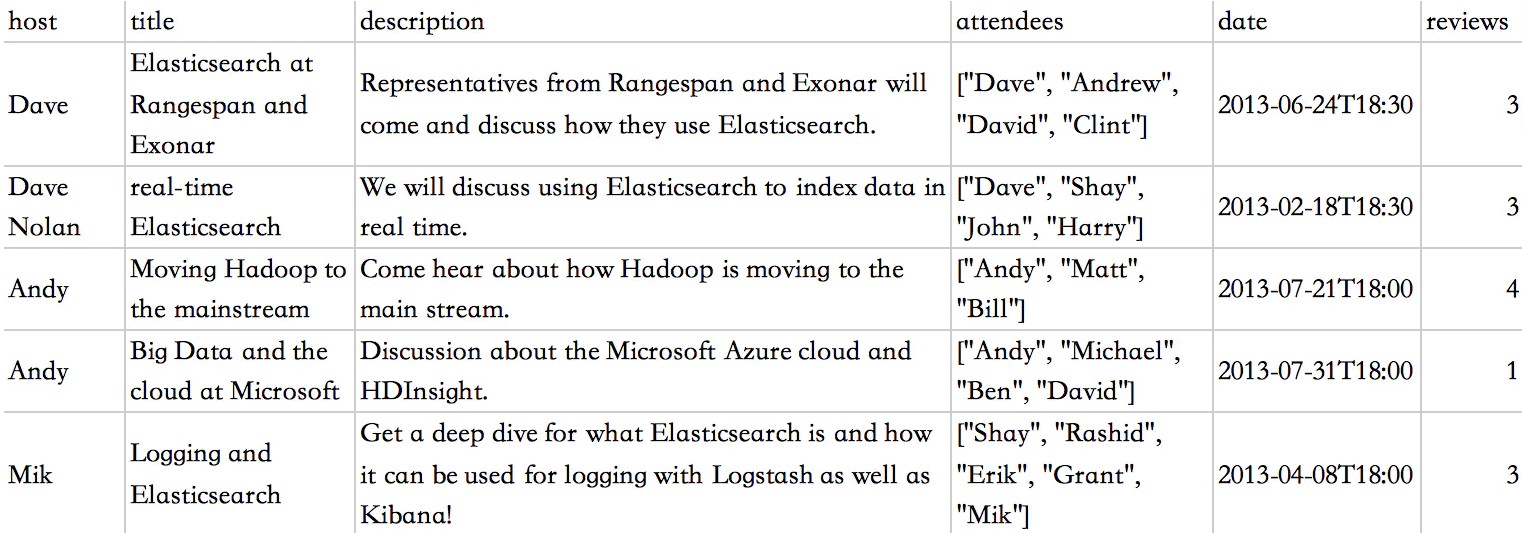 host title description attendees date reviews
Dave
Elasticsearch at
Rangespan and
Exonar
Representatives from Rangespan and Exonar will
come and discuss how they use Elasticsearch.
["Dave", "Andrew",
"David", "Clint"]
2013-06-24T18:30
3
Dave
Nolan
real-time
Elasticsearch
We will discuss using Elasticsearch to index data in
real time.
["Dave", "Shay",
"John", "Harry"]
2013-02-18T18:30
3
Andy
Moving Hadoop to
the mainstream
Come hear about how Hadoop is moving to the
main stream.
["Andy", "Matt",
"Bill"]
2013-07-21T18:00
4
Andy
Big Data and the
cloud at Microsoft
Discussion about the Microsoft Azure cloud and
HDInsight.
["Andy", "Michael",
"Ben", "David"]
2013-07-31T18:00
1
Mik
Logging and
Elasticsearch
Get a deep dive for what Elasticsearch is and how
it can be used for logging with Logstash as well as
Kibana!
["Shay", "Rashid",
"Erik", "Grant",
"Mik"]
2013-04-08T18:00
3